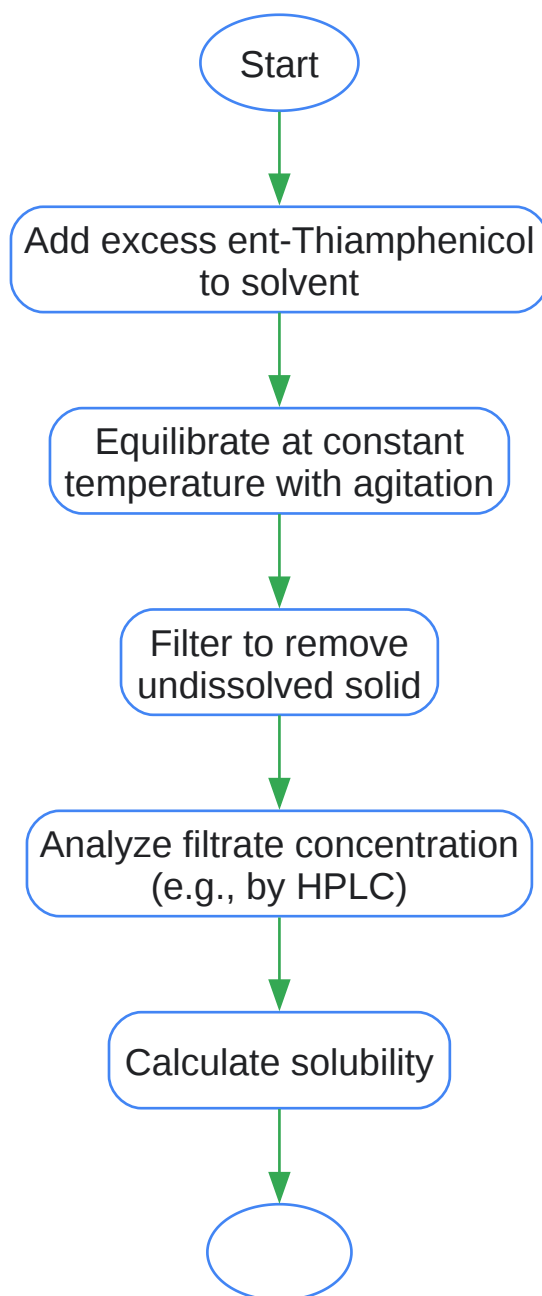 Start
Add excess ent-Thiamphenicol
to solvent
Equilibrate at constant
temperature with agitation
Filter to remove
undissolved solid
Analyze filtrate concentration
(e.g., by HPLC)
Calculate solubility